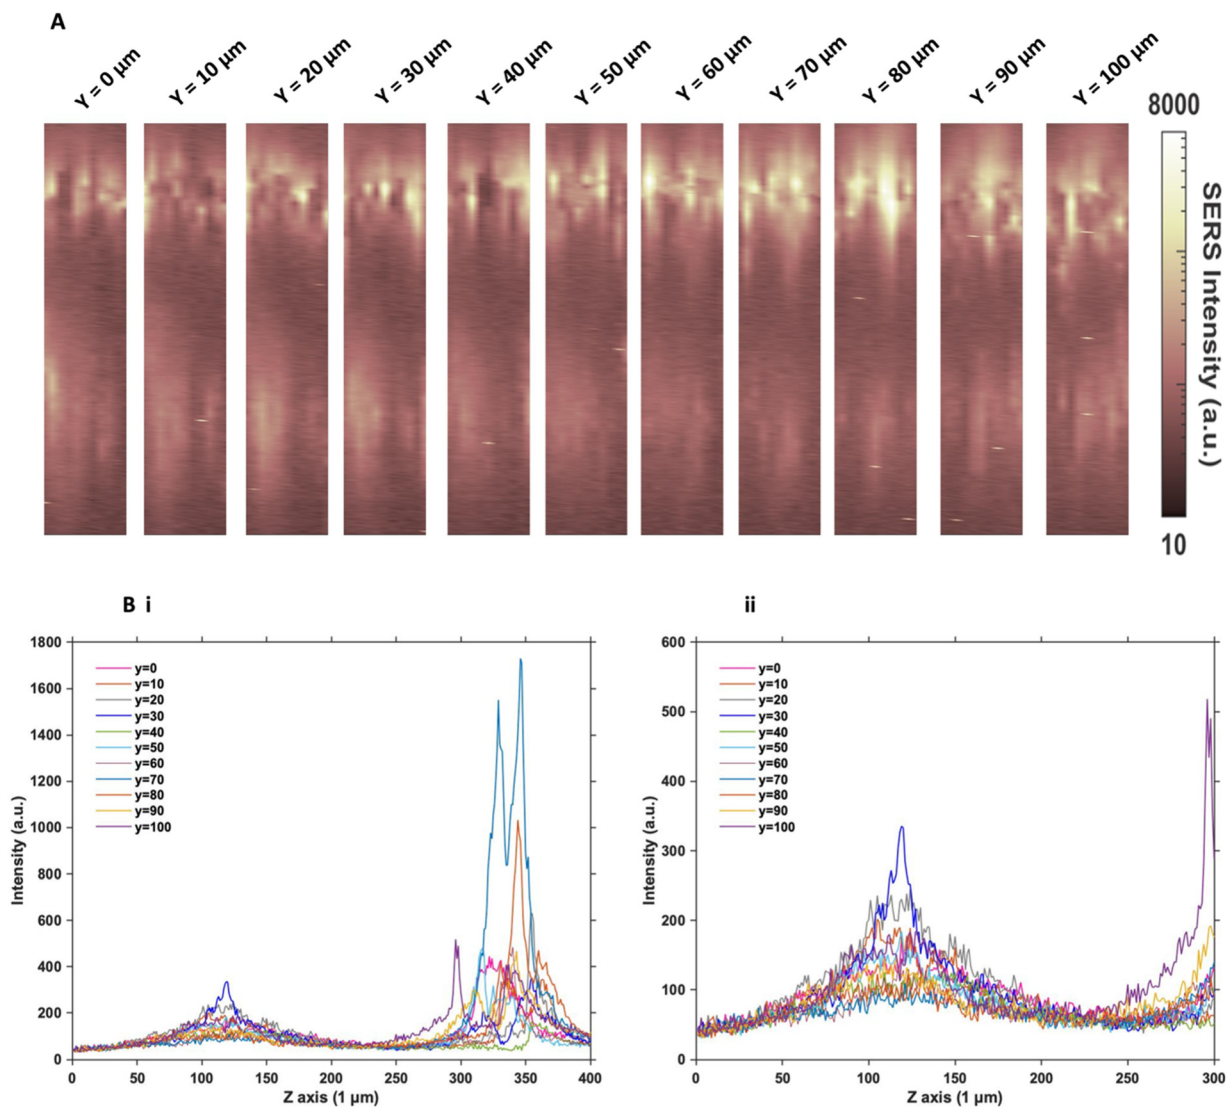 A
Y = 0 μm
Y = 10 μm
Y = 20 μm
Y = 30 μm
Y = 40 μm
Y = 50 μm
Y = 60 μm
Y = 70 μm
Y = 80 μm
Y = 90 μm
Y = 100 μm
8000
SERS Intensity (a.u.)
10
B i
1800
1600
1400
1200
1000
800
600
400
200
0
Intensity (a.u.)
y=0
y=10
y=20
y=30
y=40
y=50
y=60
y=70
y=80
y=90
y=100
0 50 100 150 200 250 300 350 400
Z axis (1 μm)
ii
600
500
400
300
200
100
0
Intensity (a.u.)
y=0
y=10
y=20
y=30
y=40
y=50
y=60
y=70
y=80
y=90
y=100
0 50 100 150 200 250 300
Z axis (1 μm)